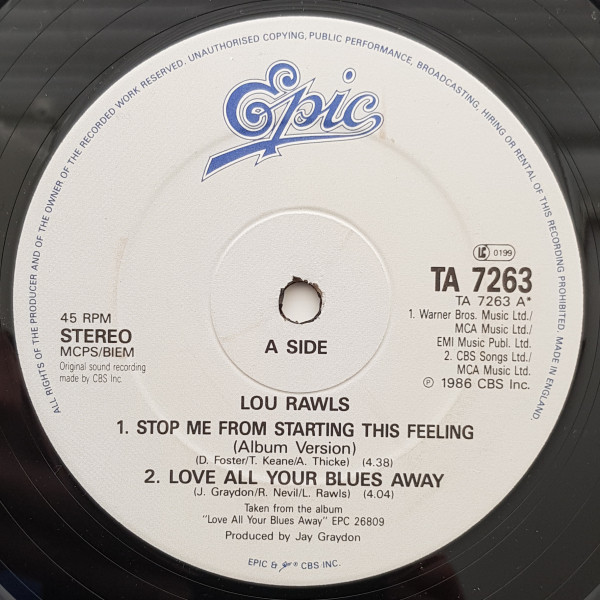 ALL RIGHTS OF THE PRODUCER AND OF THE OWNER OF THE RECORDED WORK RESERVED. UNAUTHORISED COPYING, PUBLIC PERFORMANCE, BROADCASTING, HIRING OR RENTAL OF THIS RECORDING PROHIBITED. MADE IN ENGLAND.
Epic
LC 0199
TA 7263
TA 7263 A*
1. Warner Bros. Music Ltd./
MCA Music Ltd./
EMI Music Publ. Ltd.
2. CBS Songs Ltd./
MCA Music Ltd.
℗ 1986 CBS Inc.
45 RPM
STEREO
MCPS/BIEM
Original sound recording
made by CBS Inc.
A SIDE
LOU RAWLS
1. STOP ME FROM STARTING THIS FEELING
(Album Version)
(D. Foster/T. Keane/A. Thicke) (4.38)
2. LOVE ALL YOUR BLUES AWAY
(J. Graydon/R. Nevil/L. Rawls) (4.04)
Taken from the album
"Love All Your Blues Away" EPC 26809
Produced by Jay Graydon
EPIC & Epic ® CBS INC.